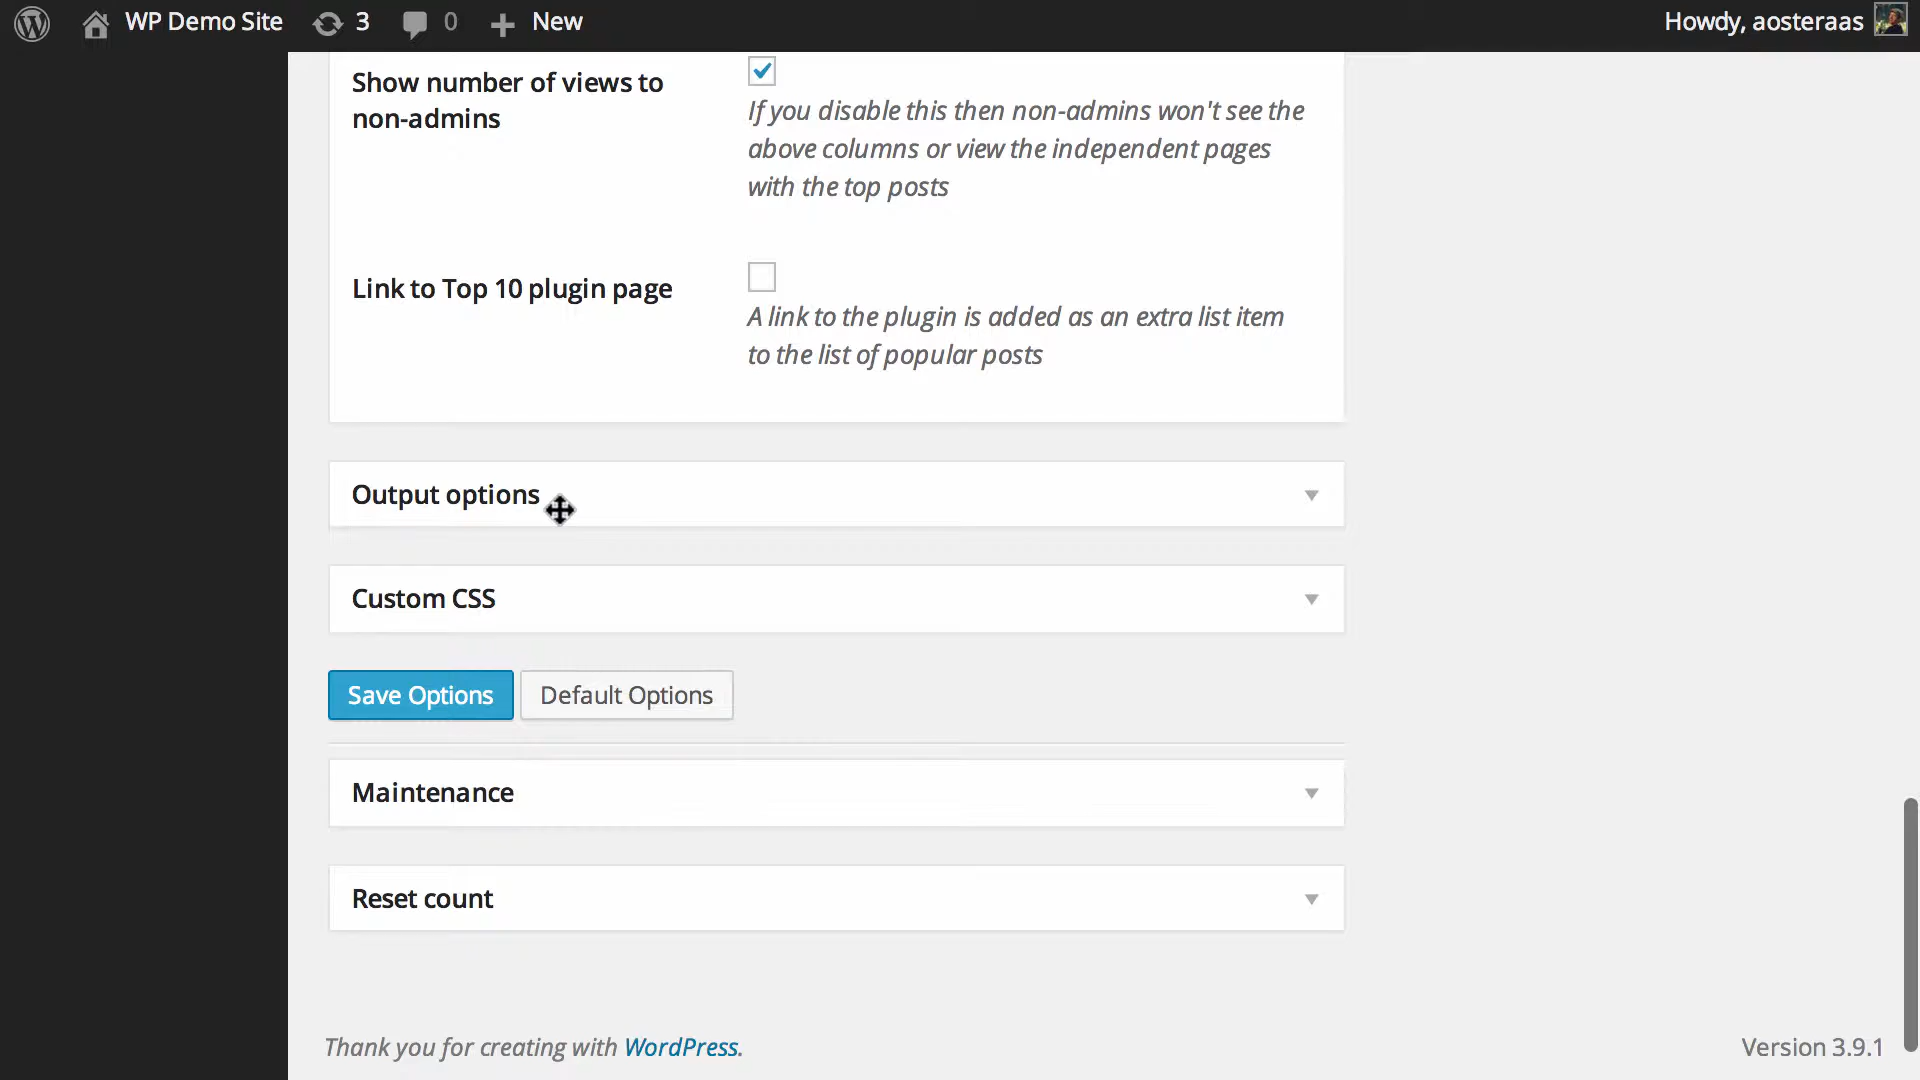 WP Demo Site 3 0 New Howdy, aosteraas
Show number of views to
non-admins
If you disable this then non-admins won't see the
above columns or view the independent pages
with the top posts
Link to Top 10 plugin page
A link to the plugin is added as an extra list item
to the list of popular posts
Output options
Custom CSS
Save Options Default Options
Maintenance
Reset count
Thank you for creating with WordPress. Version 3.9.1